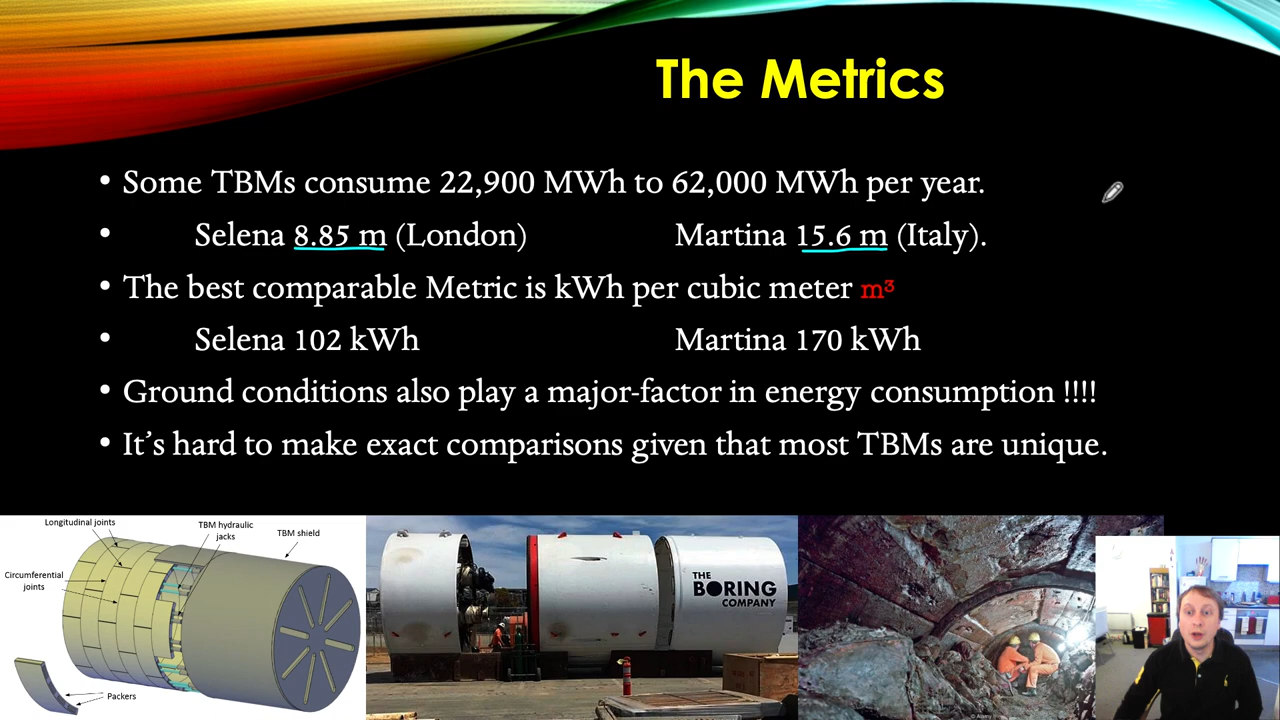 The Metrics
• Some TBMs consume 22,900 MWh to 62,000 MWh per year.
• Selena 8.85 m (London) Martina 15.6 m (Italy).
• The best comparable Metric is kWh per cubic meter m³
• Selena 102 kWh Martina 170 kWh
• Ground conditions also play a major-factor in energy consumption !!!!
• It’s hard to make exact comparisons given that most TBMs are unique.
Longitudinal joints
TBM hydraulic
jacks
TBM shield
Circumferential
joints
Packers
THE
BORING
COMPANY